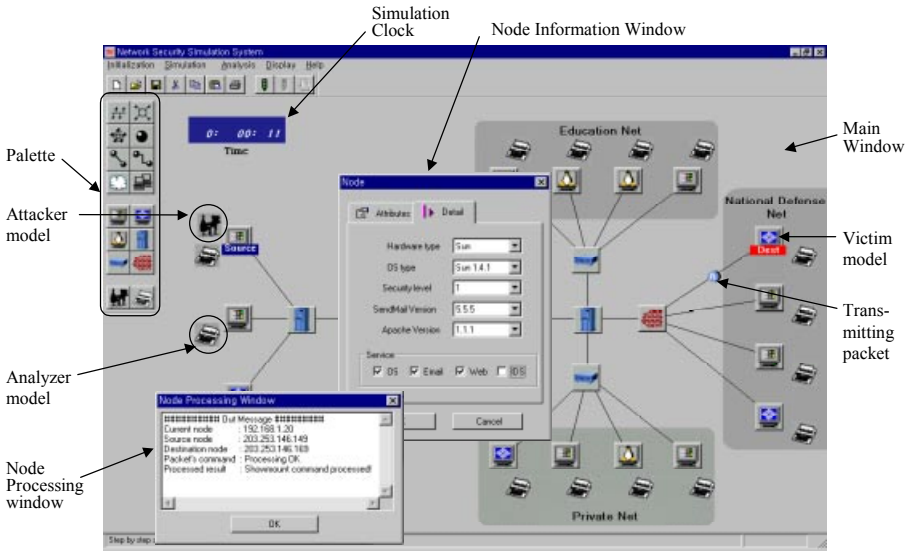 Simulation
Clock
Node Information Window
Main
Window
Palette
Attacker
model
Analyzer
model
Node
Processing
window
Victim
model
Trans-
mitting
packet
Network Security Simulation System
Initialization Simulation Analysis Display Help
0: 00: 11
Time
Education Net
National Defense
Net
Source
Dest
Node
Attributes
Detail
Hardware type Sun
OS type Sun 1.4.1
Security level 1
SendMail Version 5.5.5
Apache Version 1.1.1
Service
OS Email Web IDS
Cancel
Node Processing Window
########## Out Message #########
Current node : 192.168.1.20
Source node : 203.253.146.149
Destination node : 203.253.146.169
Packet's command : Processing OK
Processed result : Showmount command processed!
OK
Private Net
Step by step